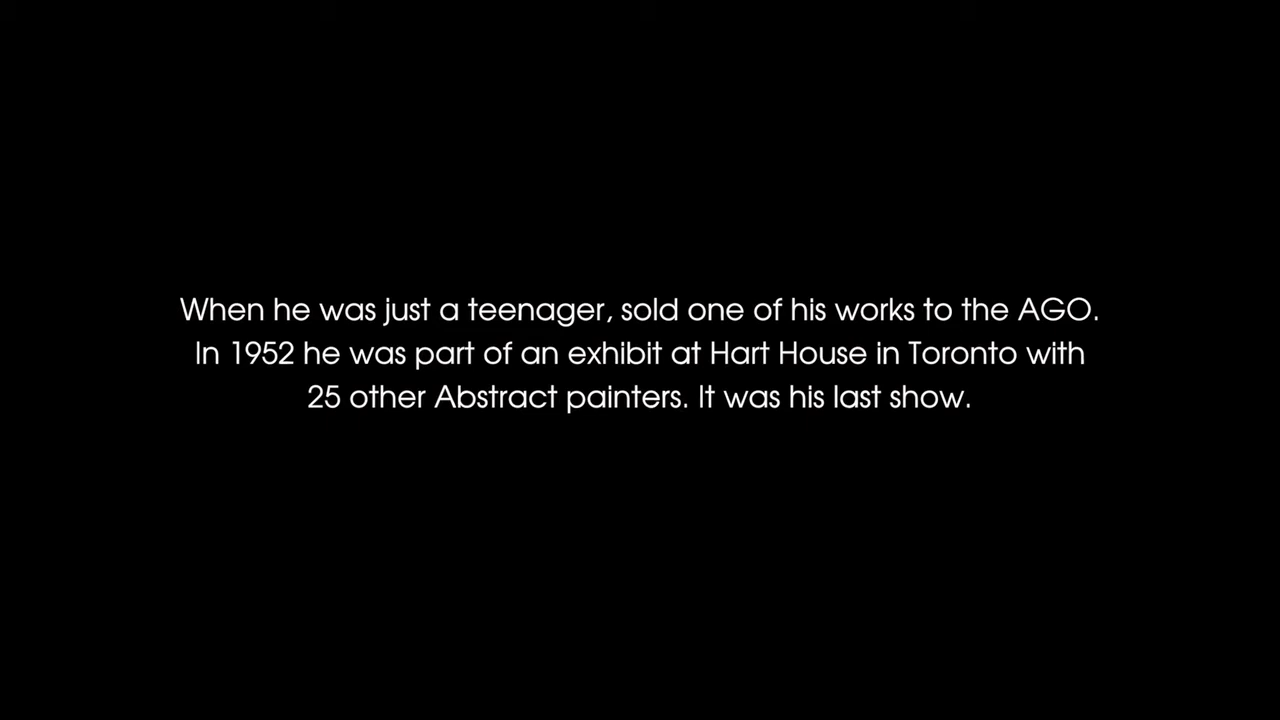 When he was just a teenager, sold one of his works to the AGO.
In 1952 he was part of an exhibit at Hart House in Toronto with
25 other Abstract painters. It was his last show.